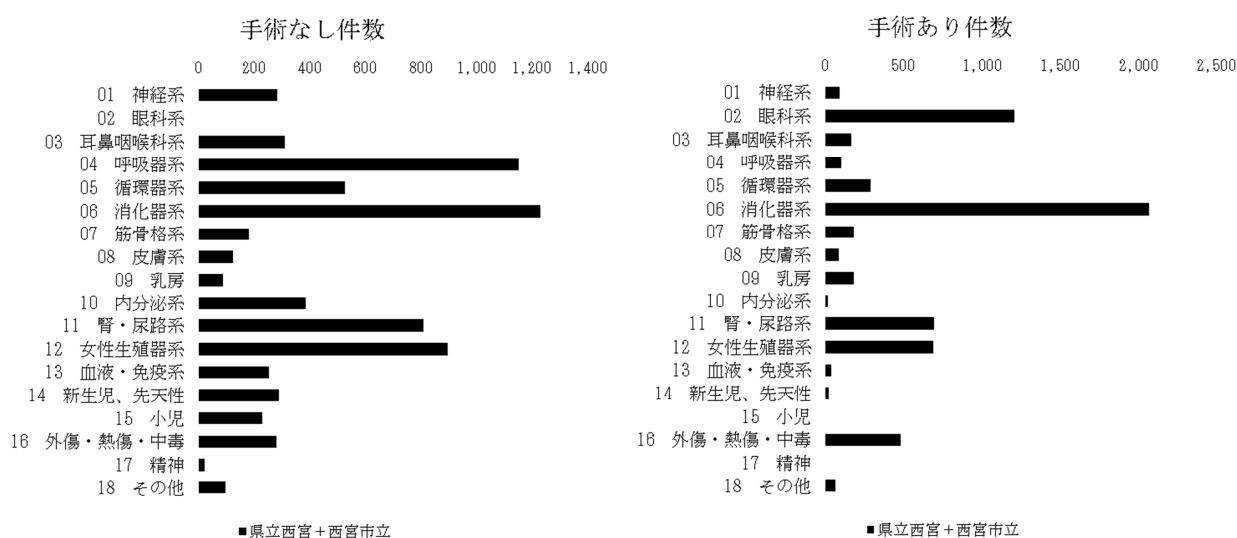 手術なし件数
0 200 400 600 800 1,000 1,200 1,400
01 神経系
02 眼科系
03 耳鼻咽喉科系
04 呼吸器系
05 循環器系
06 消化器系
07 筋骨格系
08 皮膚系
09 乳房
10 内分泌系
11 腎・尿路系
12 女性生殖器系
13 血液・免疫系
14 新生児、先天性
15 小児
16 外傷・熱傷・中毒
17 精神
18 その他
■県立西宮＋西宮市立
手術あり件数
0 500 1,000 1,500 2,000 2,500
01 神経系
02 眼科系
03 耳鼻咽喉科系
04 呼吸器系
05 循環器系
06 消化器系
07 筋骨格系
08 皮膚系
09 乳房
10 内分泌系
11 腎・尿路系
12 女性生殖器系
13 血液・免疫系
14 新生児、先天性
15 小児
16 外傷・熱傷・中毒
17 精神
18 その他
■県立西宮＋西宮市立